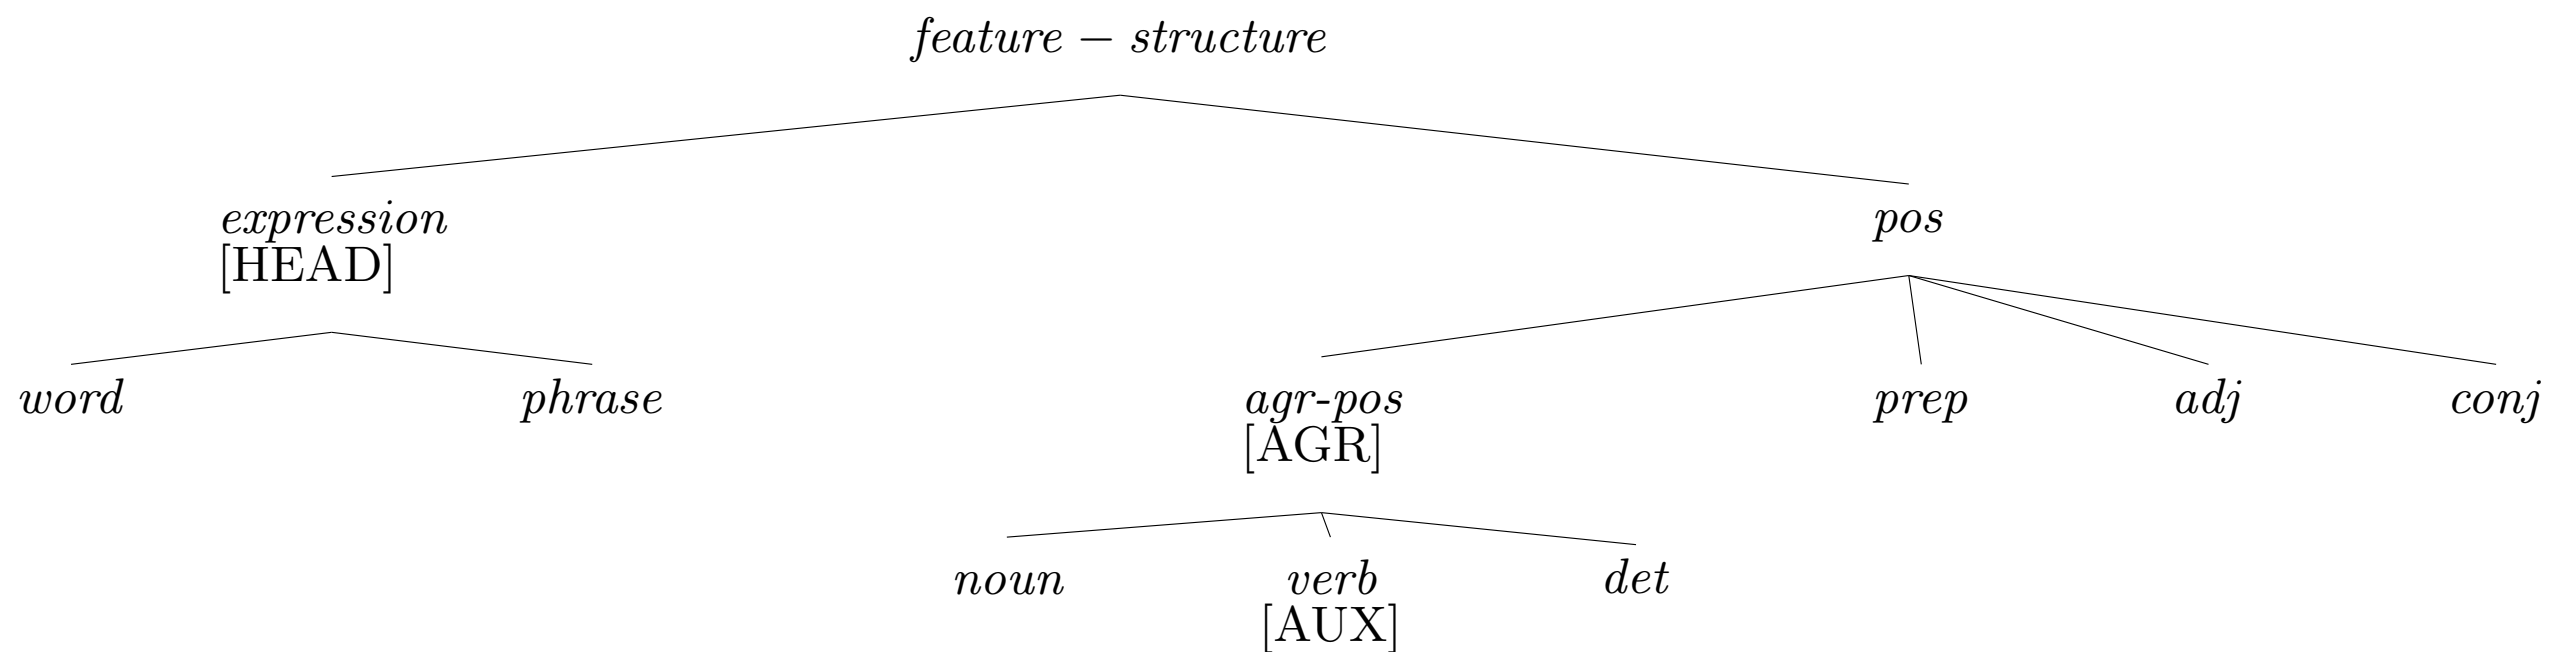 feature – structure
expression
[HEAD]
pos
word
phrase
agr-pos
[AGR]
prep
adj
conj
noun
verb
[AUX]
det